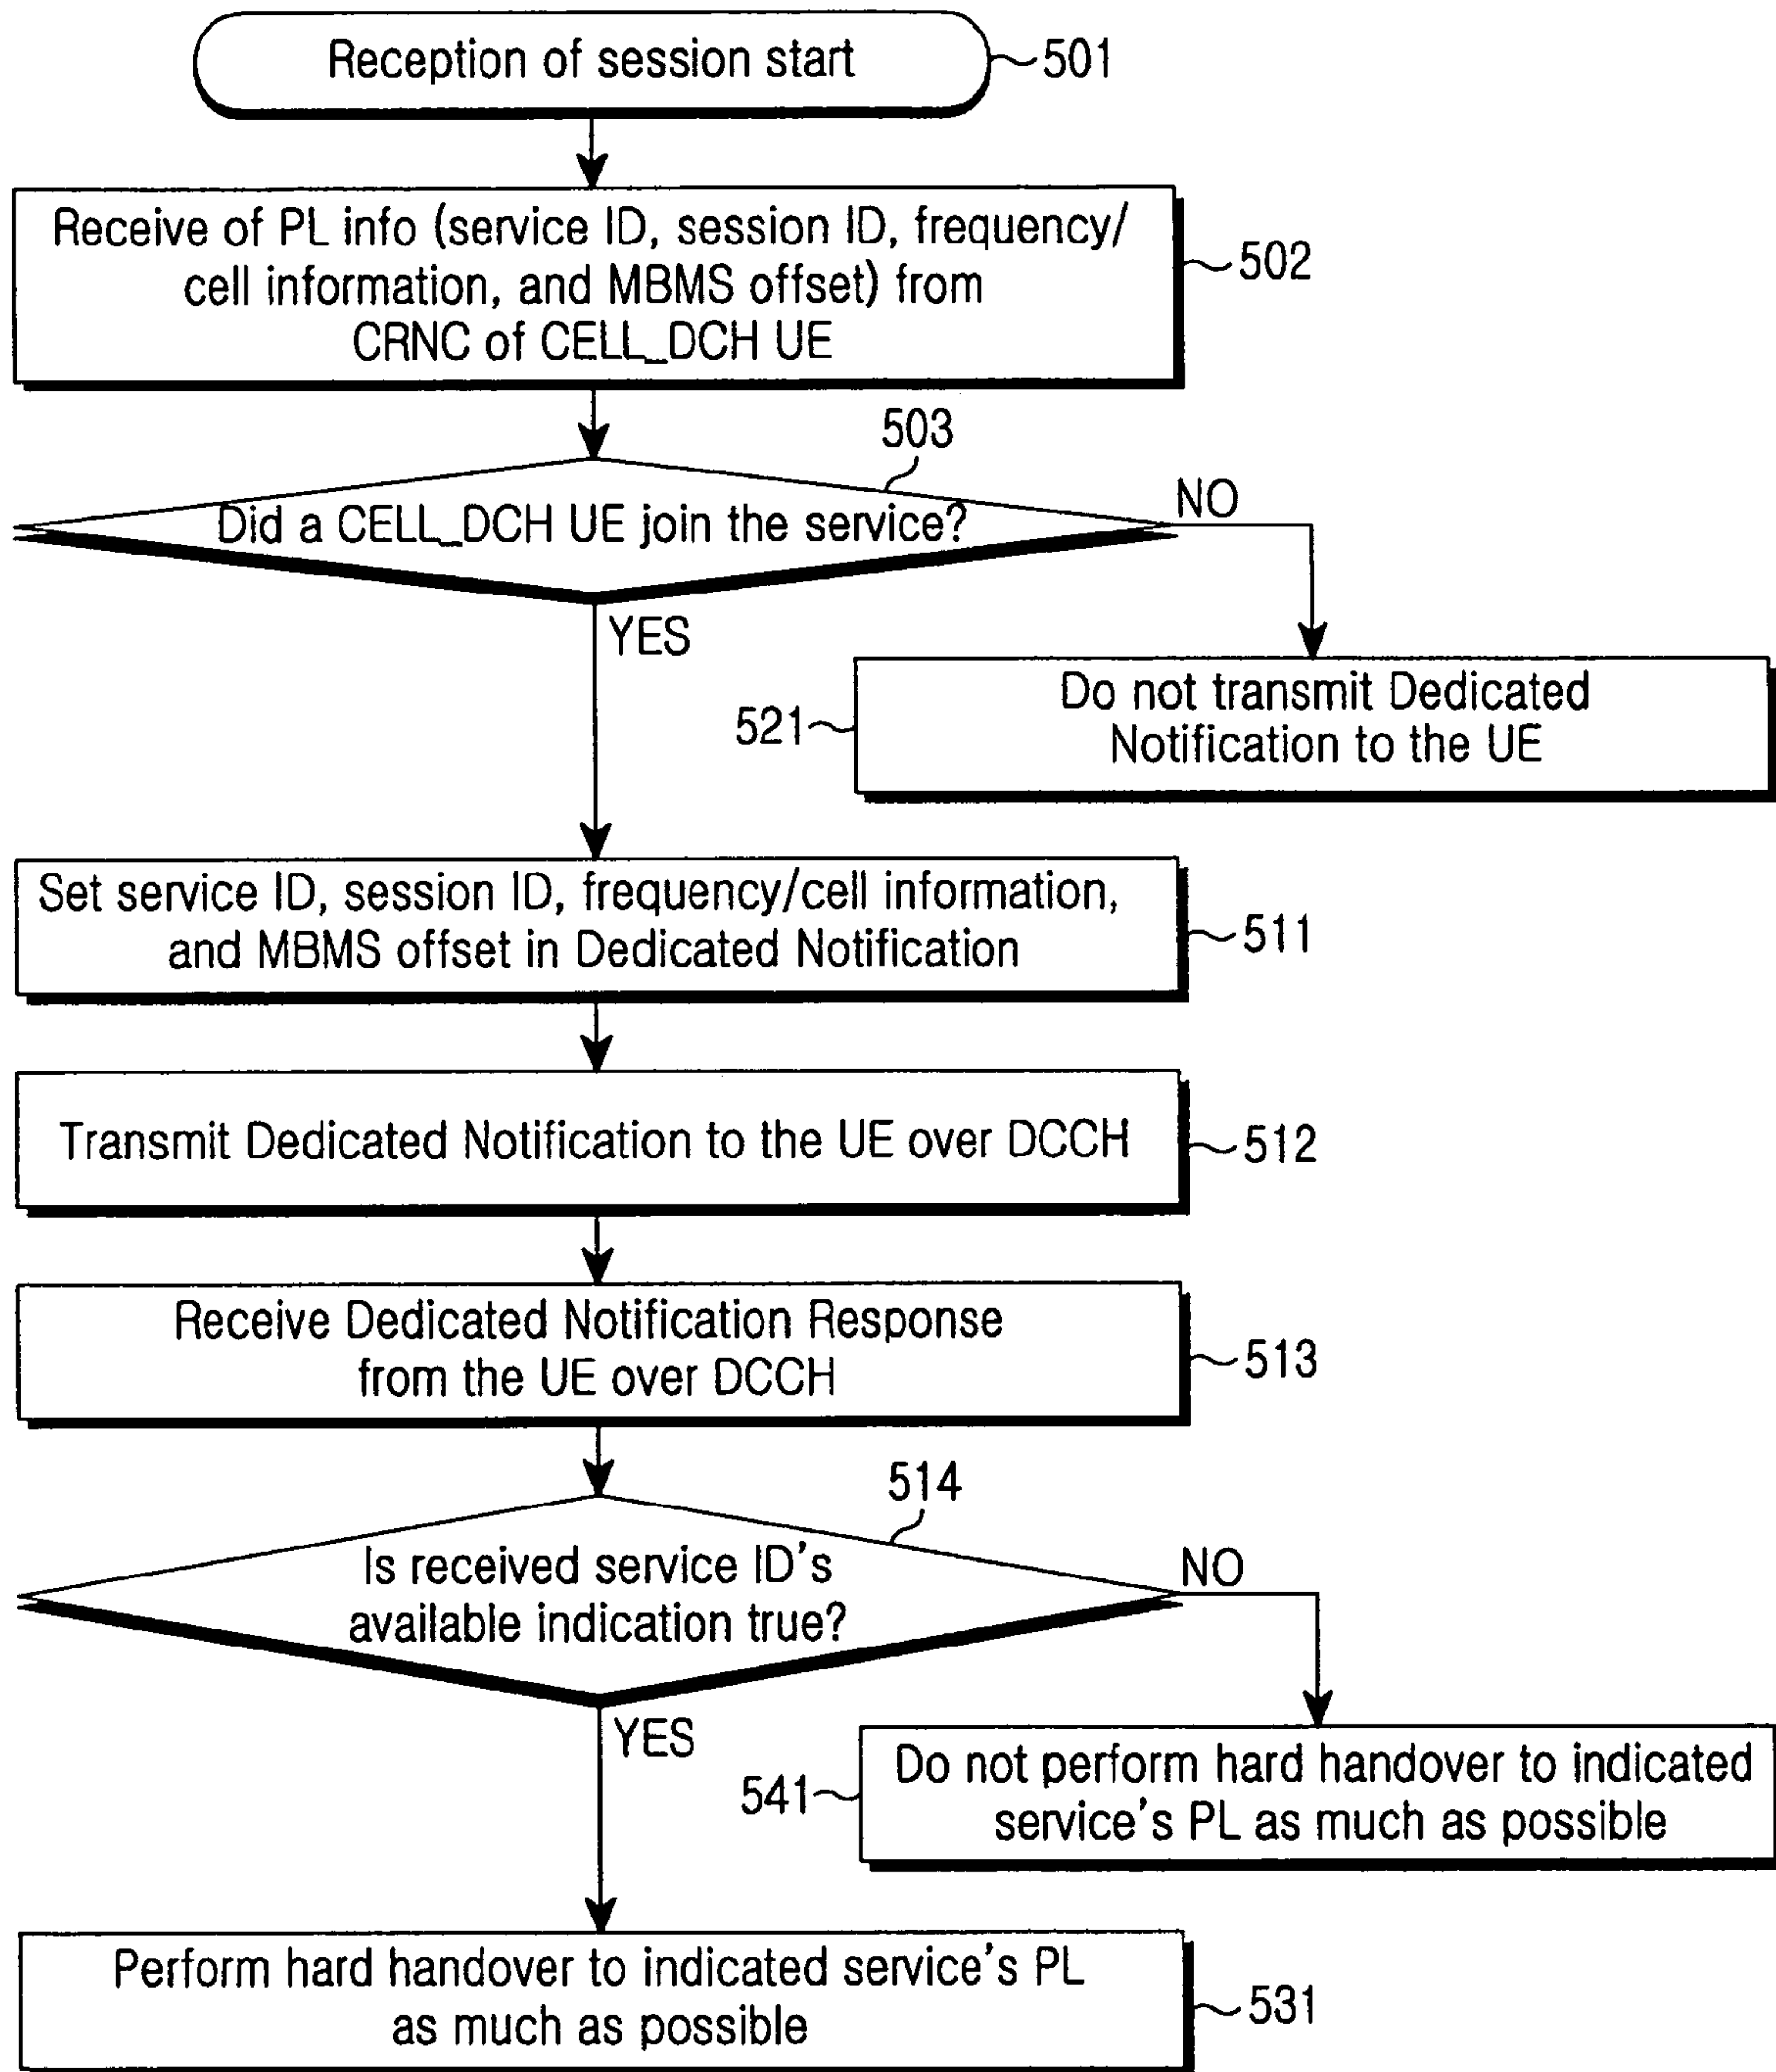 Reception of session start
501
Receive of PL info (service ID, session ID, frequency/
cell information, and MBMS offset) from
CRNC of CELL_DCH UE
502
503
Did a CELL_DCH UE join the service?
NO
YES
Do not transmit Dedicated
Notification to the UE
521
Set service ID, session ID, frequency/cell information,
and MBMS offset in Dedicated Notification
511
Transmit Dedicated Notification to the UE over DCCH
512
Receive Dedicated Notification Response
from the UE over DCCH
513
514
Is received service ID's
available indication true?
NO
YES
Do not perform hard handover to indicated
service's PL as much as possible
541
Perform hard handover to indicated service's PL
as much as possible
531